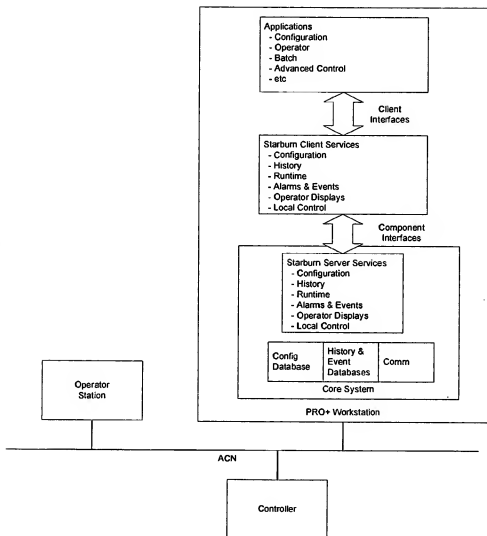 Applications
- Configuration
- Operator
- Batch
- Advanced Control
- etc
Client
Interfaces
Starburn Client Services
- Configuration
- History
- Runtime
- Alarms & Events
- Operator Displays
- Local Control
Component
Interfaces
Starburn Server Services
- Configuration
- History
- Runtime
- Alarms & Events
- Operator Displays
- Local Control
Config
Database
History &
Event
Databases
Comm
Core System
Operator
Station
PRO+ Workstation
ACN
Controller